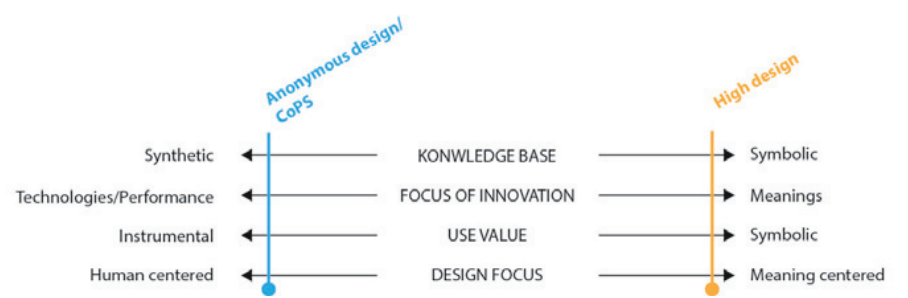 Anonymous design/
CoPS
High design
Synthetic KONWLEDGE BASE Symbolic
Technologies/Performance FOCUS OF INNOVATION Meanings
Instrumental USE VALUE Symbolic
Human centered DESIGN FOCUS Meaning centered